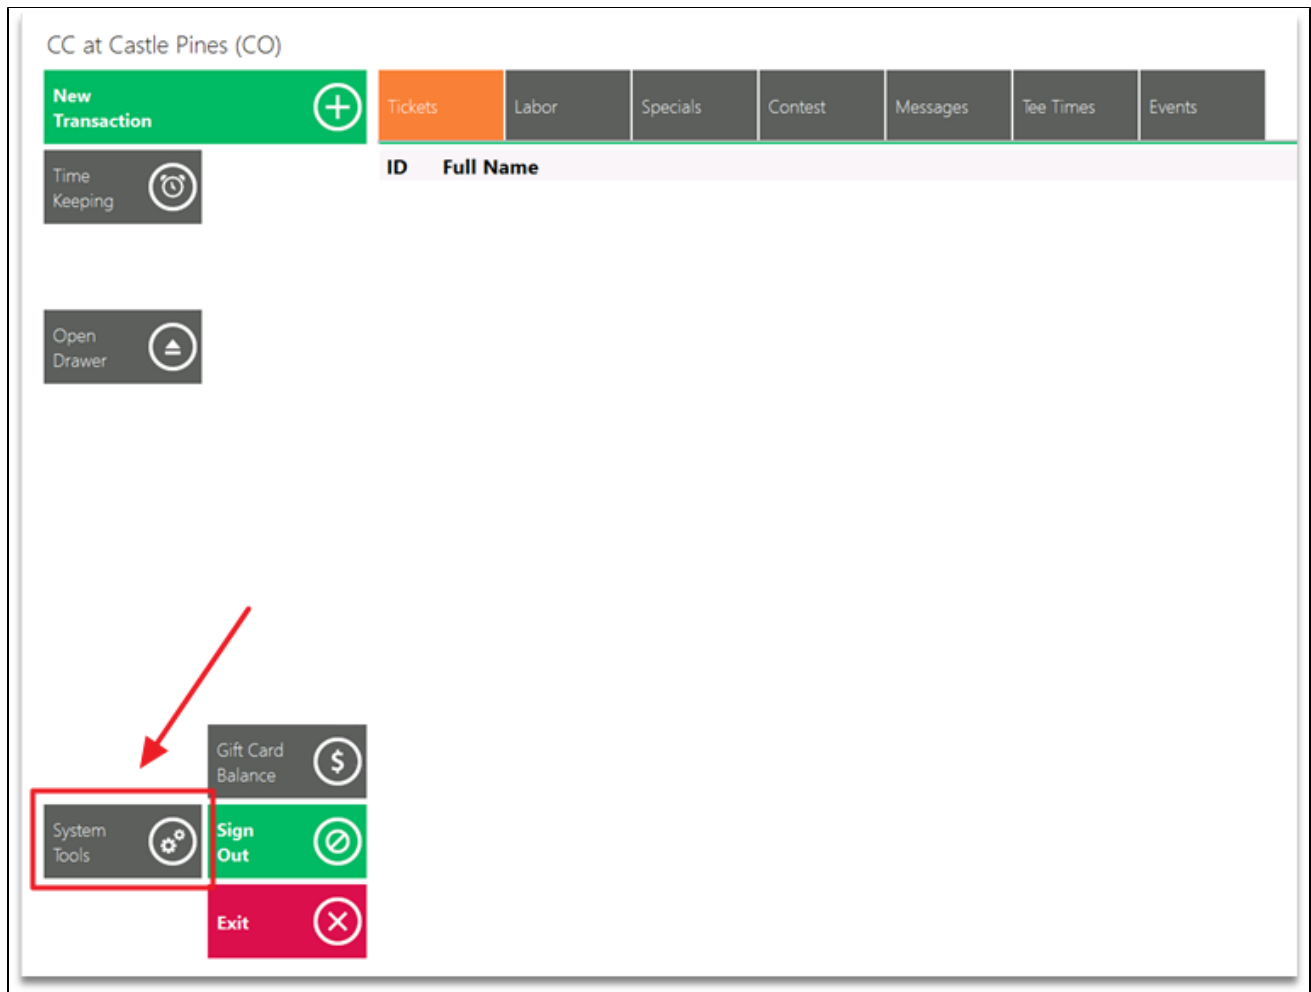 CC at Castle Pines (CO)
New
Transaction
Tickets
Labor
Specials
Contest
Messages
Tee Times
Events
Time
Keeping
ID Full Name
Open
Drawer
Gift Card
Balance
$
System
Tools
Sign
Out
Exit